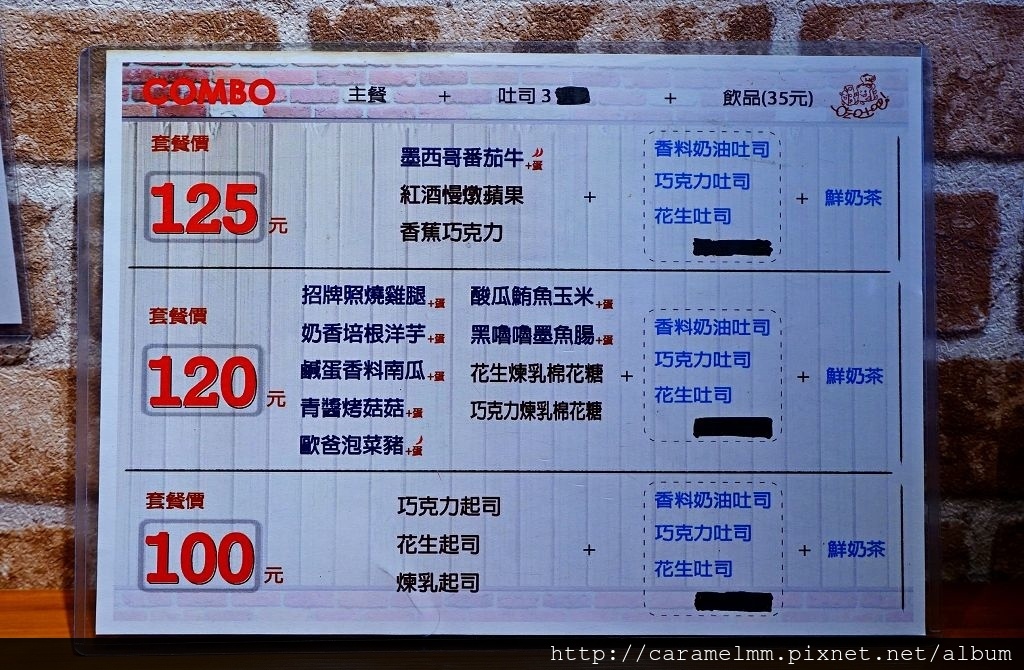 COMBO 主餐 + 吐司 3 + 飲品(35元)
套餐價
125元
墨西哥番茄牛+蛋
紅酒慢燉蘋果
香蕉巧克力
+
香料奶油吐司
巧克力吐司
花生吐司
+ 鮮奶茶
套餐價
120元
招牌照燒雞腿+蛋
奶香培根洋芋+蛋
鹹蛋香料南瓜+蛋
青醬烤菇菇+蛋
歐爸泡菜豬+蛋
酸瓜鮪魚玉米+蛋
黑嚕嚕墨魚腸+蛋
花生煉乳棉花糖
巧克力煉乳棉花糖
+
香料奶油吐司
巧克力吐司
花生吐司
+ 鮮奶茶
套餐價
100元
巧克力起司
花生起司
煉乳起司
+
香料奶油吐司
巧克力吐司
花生吐司
+ 鮮奶茶
http://caramelmm.pixnet.net/album